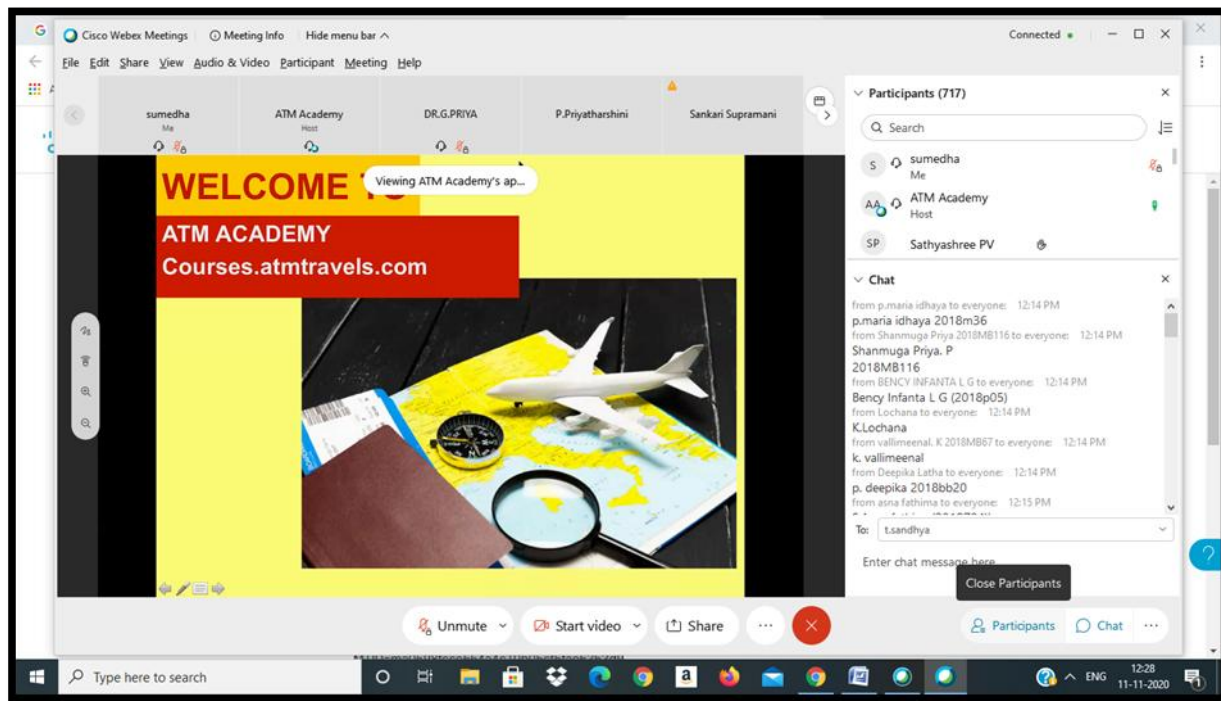 Cisco Webex Meetings Meeting Info Hide menu bar Connected
File Edit Share View Audio & Video Participant Meeting Help
sumedha
Me
ATM Academy
Host
DR.G.PRIYA
P.Priyatharshini
Sankari Supramani
Viewing ATM Academy's ap...
WELCOME
ATM ACADEMY
Courses.atmtravels.com
Participants (717)
Search
S sumedha
Me
AA ATM Academy
Host
SP Sathyashree PV
Chat
from p.maria idhaya to everyone: 12:14 PM
p.maria idhaya 2018m36
from Shanmuga Priya 2018MB116 to everyone: 12:14 PM
Shanmuga Priya. P
2018MB116
from BENCY INFANTA L G to everyone: 12:14 PM
Bency Infanta L G (2018p05)
from Lochana to everyone: 12:14 PM
K.Lochana
from vallimeenal. K 2018MB67 to everyone: 12:14 PM
k. vallimeenal
from Deepika Latha to everyone: 12:14 PM
p. deepika 2018bb20
from asna fathima to everyone: 12:15 PM
To: t.sandhya
Enter chat message here
Close Participants
Unmute Start video Share Participants Chat
Type here to search
ENG
12:28
11-11-2020